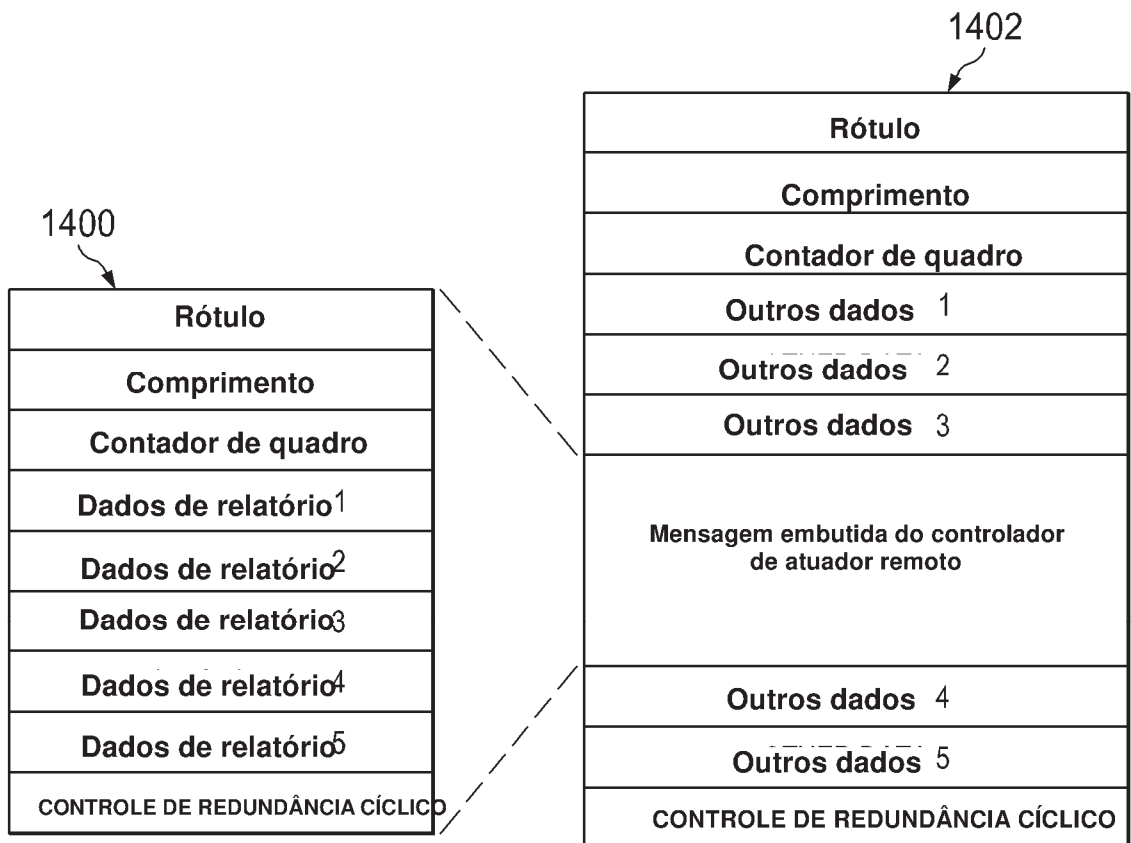 1400
Rótulo
Comprimento
Contador de quadro
Dados de relatório 1
Dados de relatório 2
Dados de relatório 3
Dados de relatório 4
Dados de relatório 5
CONTROLE DE REDUNDÂNCIA CÍCLICO
1402
Rótulo
Comprimento
Contador de quadro
Outros dados 1
Outros dados 2
Outros dados 3
Mensagem embutida do controlador
de atuador remoto
Outros dados 4
Outros dados 5
CONTROLE DE REDUNDÂNCIA CÍCLICO